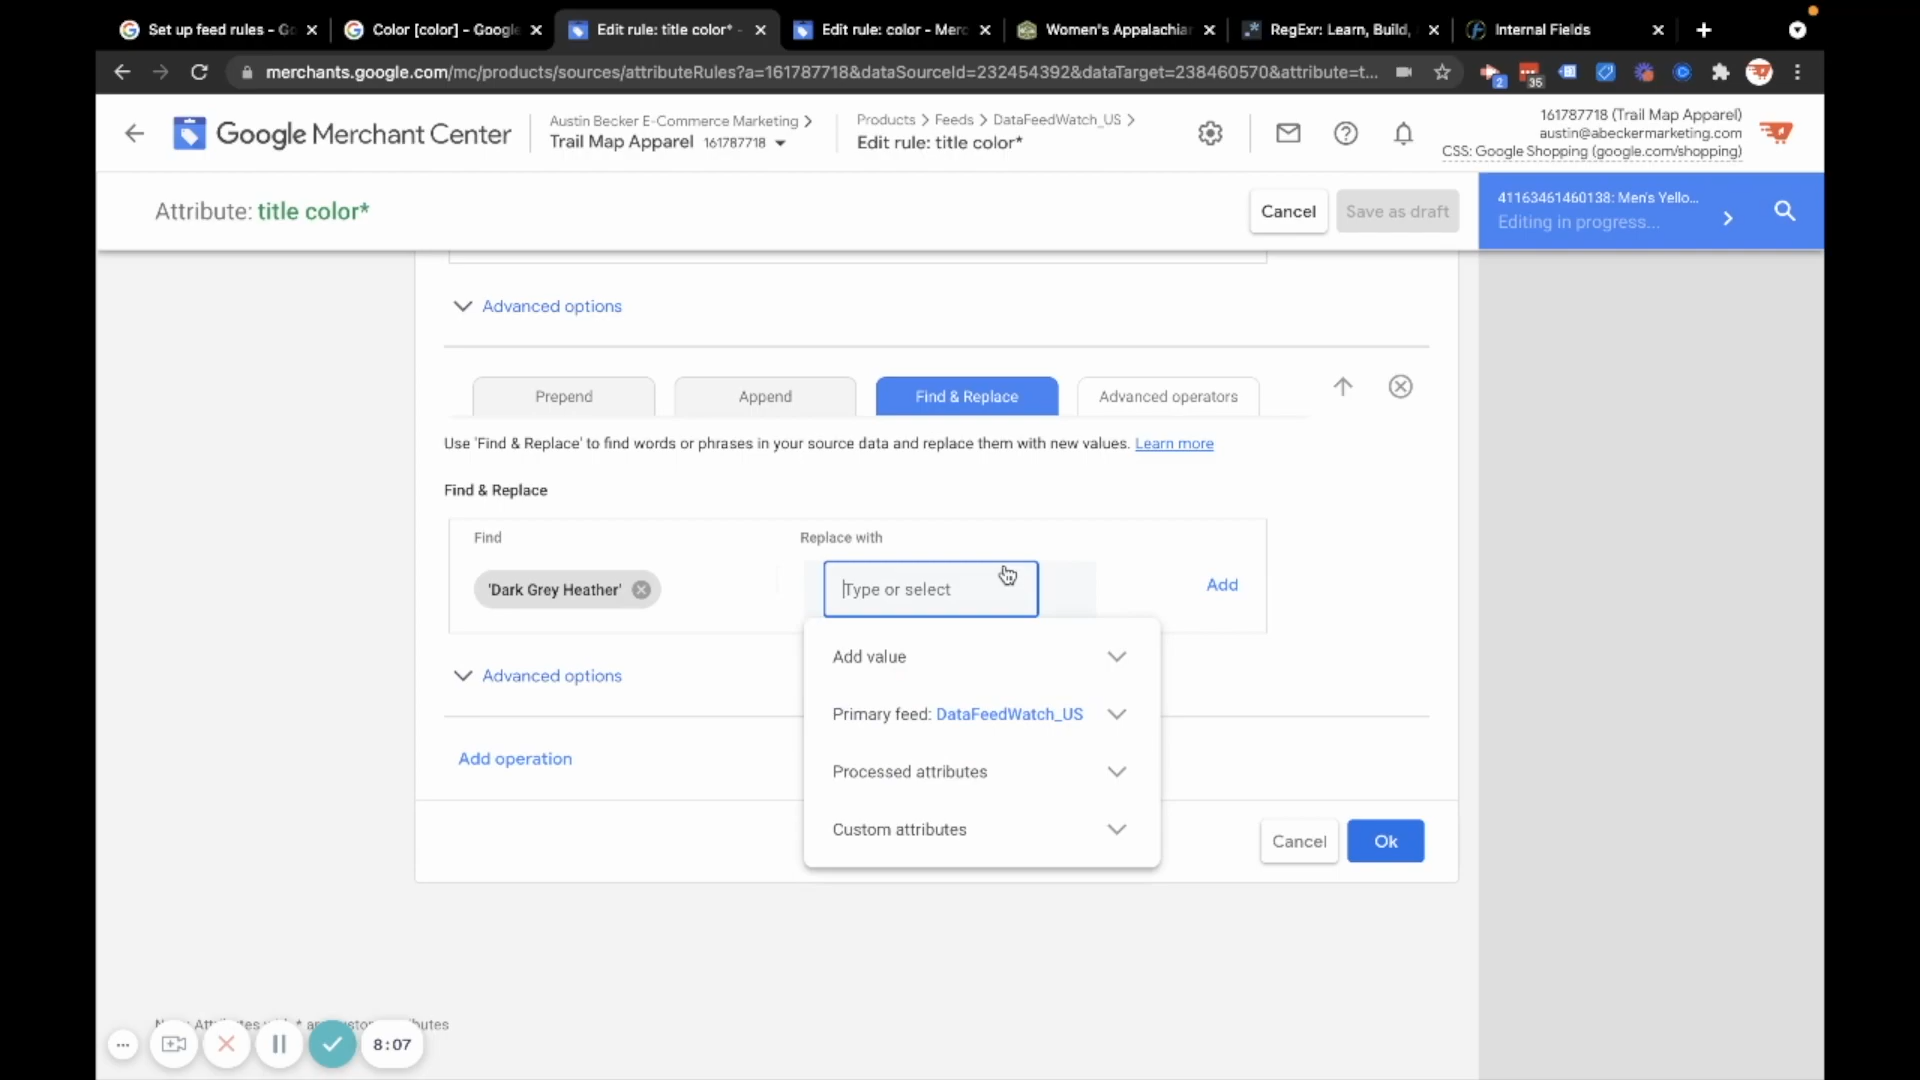 Set up feed rules - Go
Color [color] - Google
Edit rule: title color* -
Edit rule: color - Merc
Women's Appalachian
RegExr: Learn, Build,
Internal Fields
merchants.google.com/mc/products/sources/attributeRules?a=161787718&dataSourceId=232454392&dataTarget=238460570&attribute=t...
2
35
Google Merchant Center
Austin Becker E-Commerce Marketing
Trail Map Apparel 161787718
Products > Feeds > DataFeedWatch_US >
Edit rule: title color*
161787718 (Trail Map Apparel)
austin@abeckermarketing.com
CSS: Google Shopping (google.com/shopping)
Attribute: title color*
Cancel
Save as draft
41163461460138: Men's Yello...
Editing in progress...
Advanced options
Prepend
Append
Find & Replace
Advanced operators
Use 'Find & Replace' to find words or phrases in your source data and replace them with new values. Learn more
Find & Replace
Find
Replace with
'Dark Grey Heather'
Type or select
Add
Add value
Primary feed: DataFeedWatch_US
Processed attributes
Custom attributes
Advanced options
Add operation
Cancel
Ok
8:07